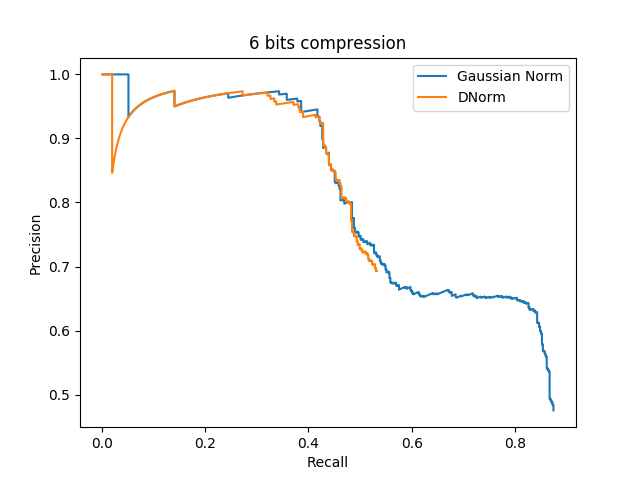 6 bits compression
Gaussian Norm
DNorm
1.0
0.9
0.8
0.7
0.6
0.5
Precision
0.0 0.2 0.4 0.6 0.8
Recall